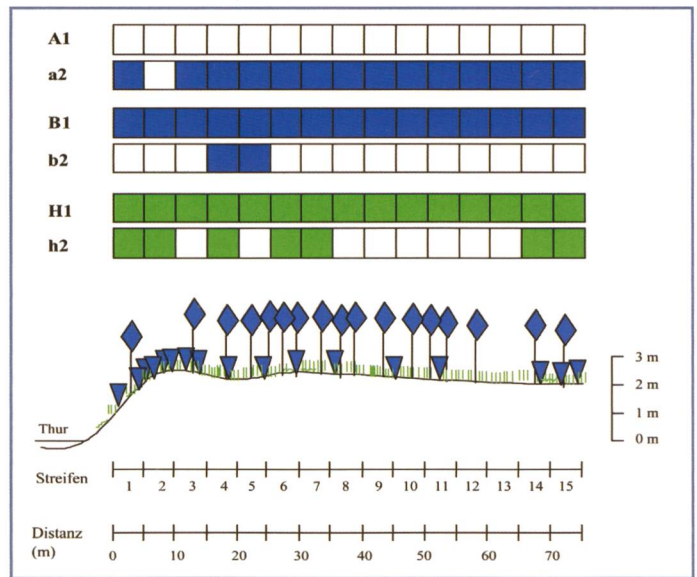 A1
a2
B1
b2
H1
h2
3 m
2 m
1 m
0 m
Thur
Streifen
1 2 3 4 5 6 7 8 9 10 11 12 13 14 15
Distanz
(m)
0 10 20 30 40 50 60 70